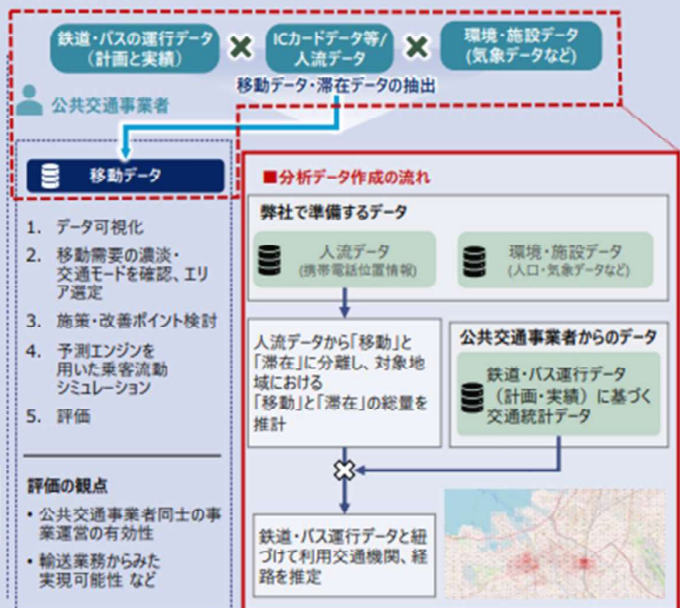 鉄道・バスの運行データ
（計画と実績）
ICカードデータ等/
人流データ
環境・施設データ
(気象データなど)
移動データ・滞在データの抽出
公共交通事業者
移動データ
1. データ可視化
2. 移動需要の濃淡・
交通モードを確認、エリ
ア選定
3. 施策・改善ポイント検討
4. 予測エンジンを
用いた乗客流動
シミュレーション
5. 評価
評価の観点
• 公共交通事業者同士の事
業運営の有効性
• 輸送業務からみた
実現可能性 など
■分析データ作成の流れ
弊社で準備するデータ
人流データ
(携帯電話位置情報)
環境・施設データ
(人口・気象データなど)
人流データから「移動」と
「滞在」に分離し、対象地
域における
「移動」と「滞在」の総量を
推計
公共交通事業者からのデータ
鉄道・バス運行データ
（計画・実績）に基づく
交通統計データ
鉄道・バス運行データと紐
づけて利用交通機関、経
路を推定